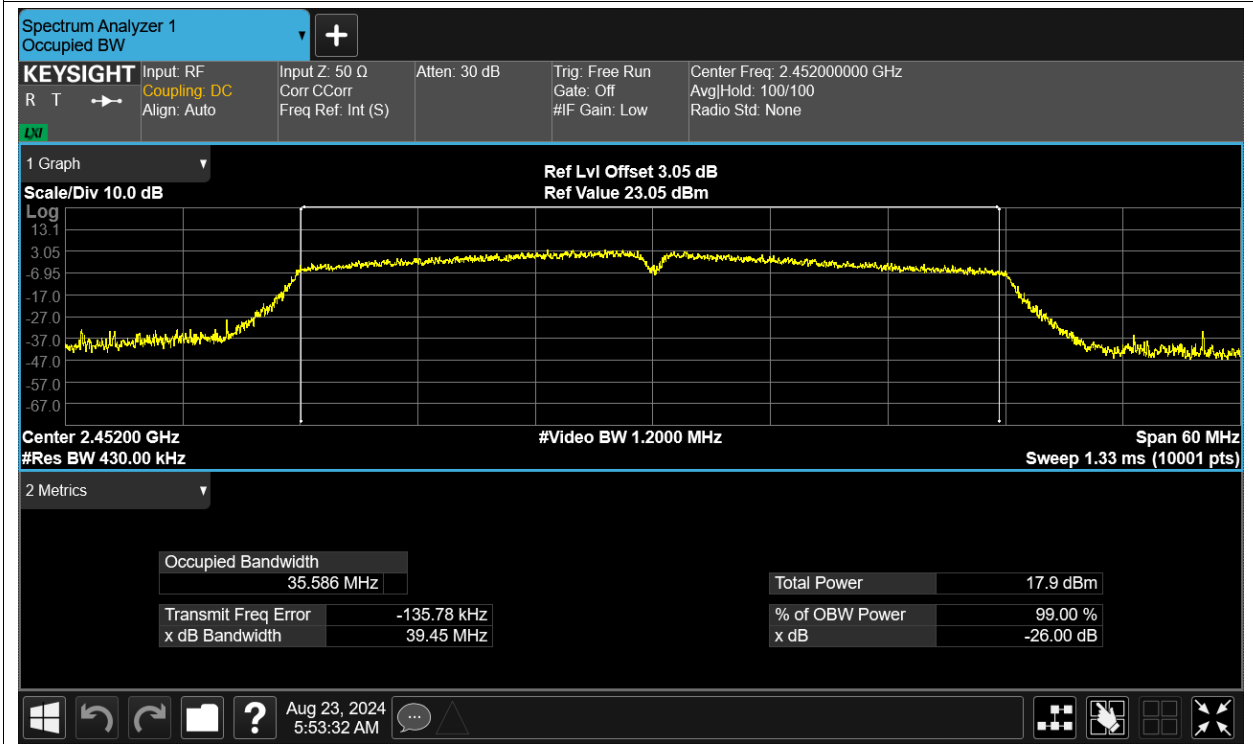 Spectrum Analyzer 1
Occupied BW
KEYSIGHT
R T
LXI
Input: RF
Coupling: DC
Align: Auto
Input Z: 50 Ω
Corr CCorr
Freq Ref: Int (S)
Atten: 30 dB
Trig: Free Run
Gate: Off
#IF Gain: Low
Center Freq: 2.452000000 GHz
Avg|Hold: 100/100
Radio Std: None
1 Graph
Scale/Div 10.0 dB
Ref Lvl Offset 3.05 dB
Ref Value 23.05 dBm
Log
13.1
3.05
-6.95
-17.0
-27.0
-37.0
-47.0
-57.0
-67.0
Center 2.45200 GHz
#Video BW 1.2000 MHz
Span 60 MHz
#Res BW 430.00 kHz
Sweep 1.33 ms (10001 pts)
2 Metrics
Occupied Bandwidth
35.586 MHz
Transmit Freq Error -135.78 kHz
x dB Bandwidth 39.45 MHz
Total Power 17.9 dBm
% of OBW Power 99.00 %
x dB -26.00 dB
?
Aug 23, 2024
5:53:32 AM